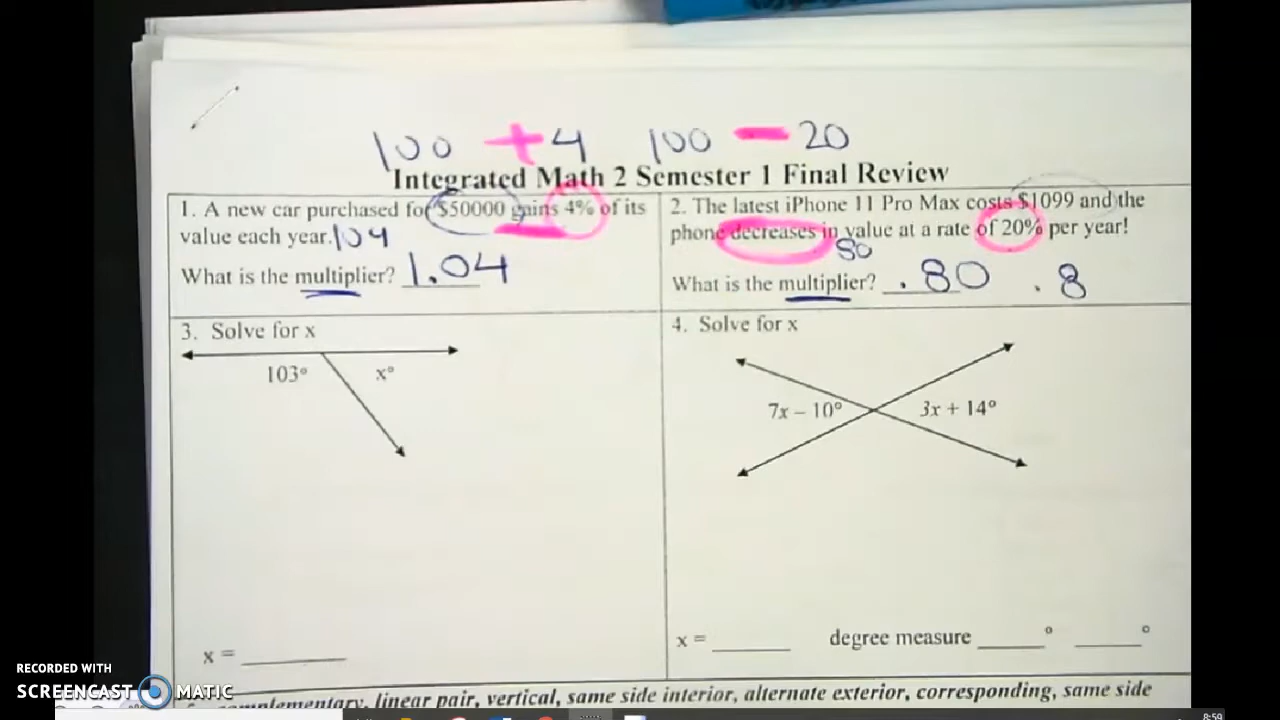 100 + 4 100 - 20
Integrated Math 2 Semester 1 Final Review
1. A new car purchased for $50000 gains 4% of its
value each year. 104
What is the multiplier? 1.04
2. The latest iPhone 11 Pro Max costs $1099 and the
phone decreases in value at a rate of 20% per year!
80
What is the multiplier? .80 .8
3. Solve for x
103° x°
x =
4. Solve for x
7x – 10° 3x + 14°
x = degree measure ° °
complementary, linear pair, vertical, same side interior, alternate exterior, corresponding, same side
RECORDED WITH
SCREENCAST MATIC
8:59